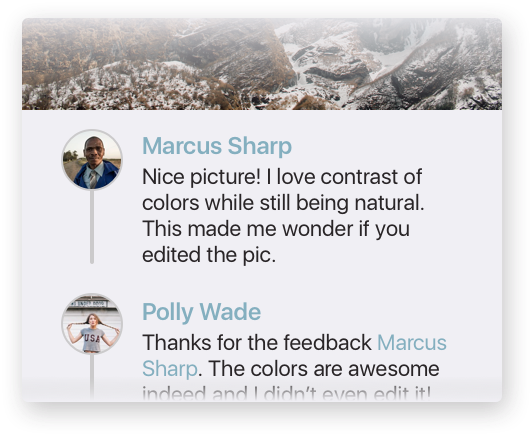 Marcus Sharp
Nice picture! I love contrast of
colors while still being natural.
This made me wonder if you
edited the pic.
Polly Wade
USA
Thanks for the feedback Marcus
Sharp. The colors are awesome
indeed and I didn’t even edit it!